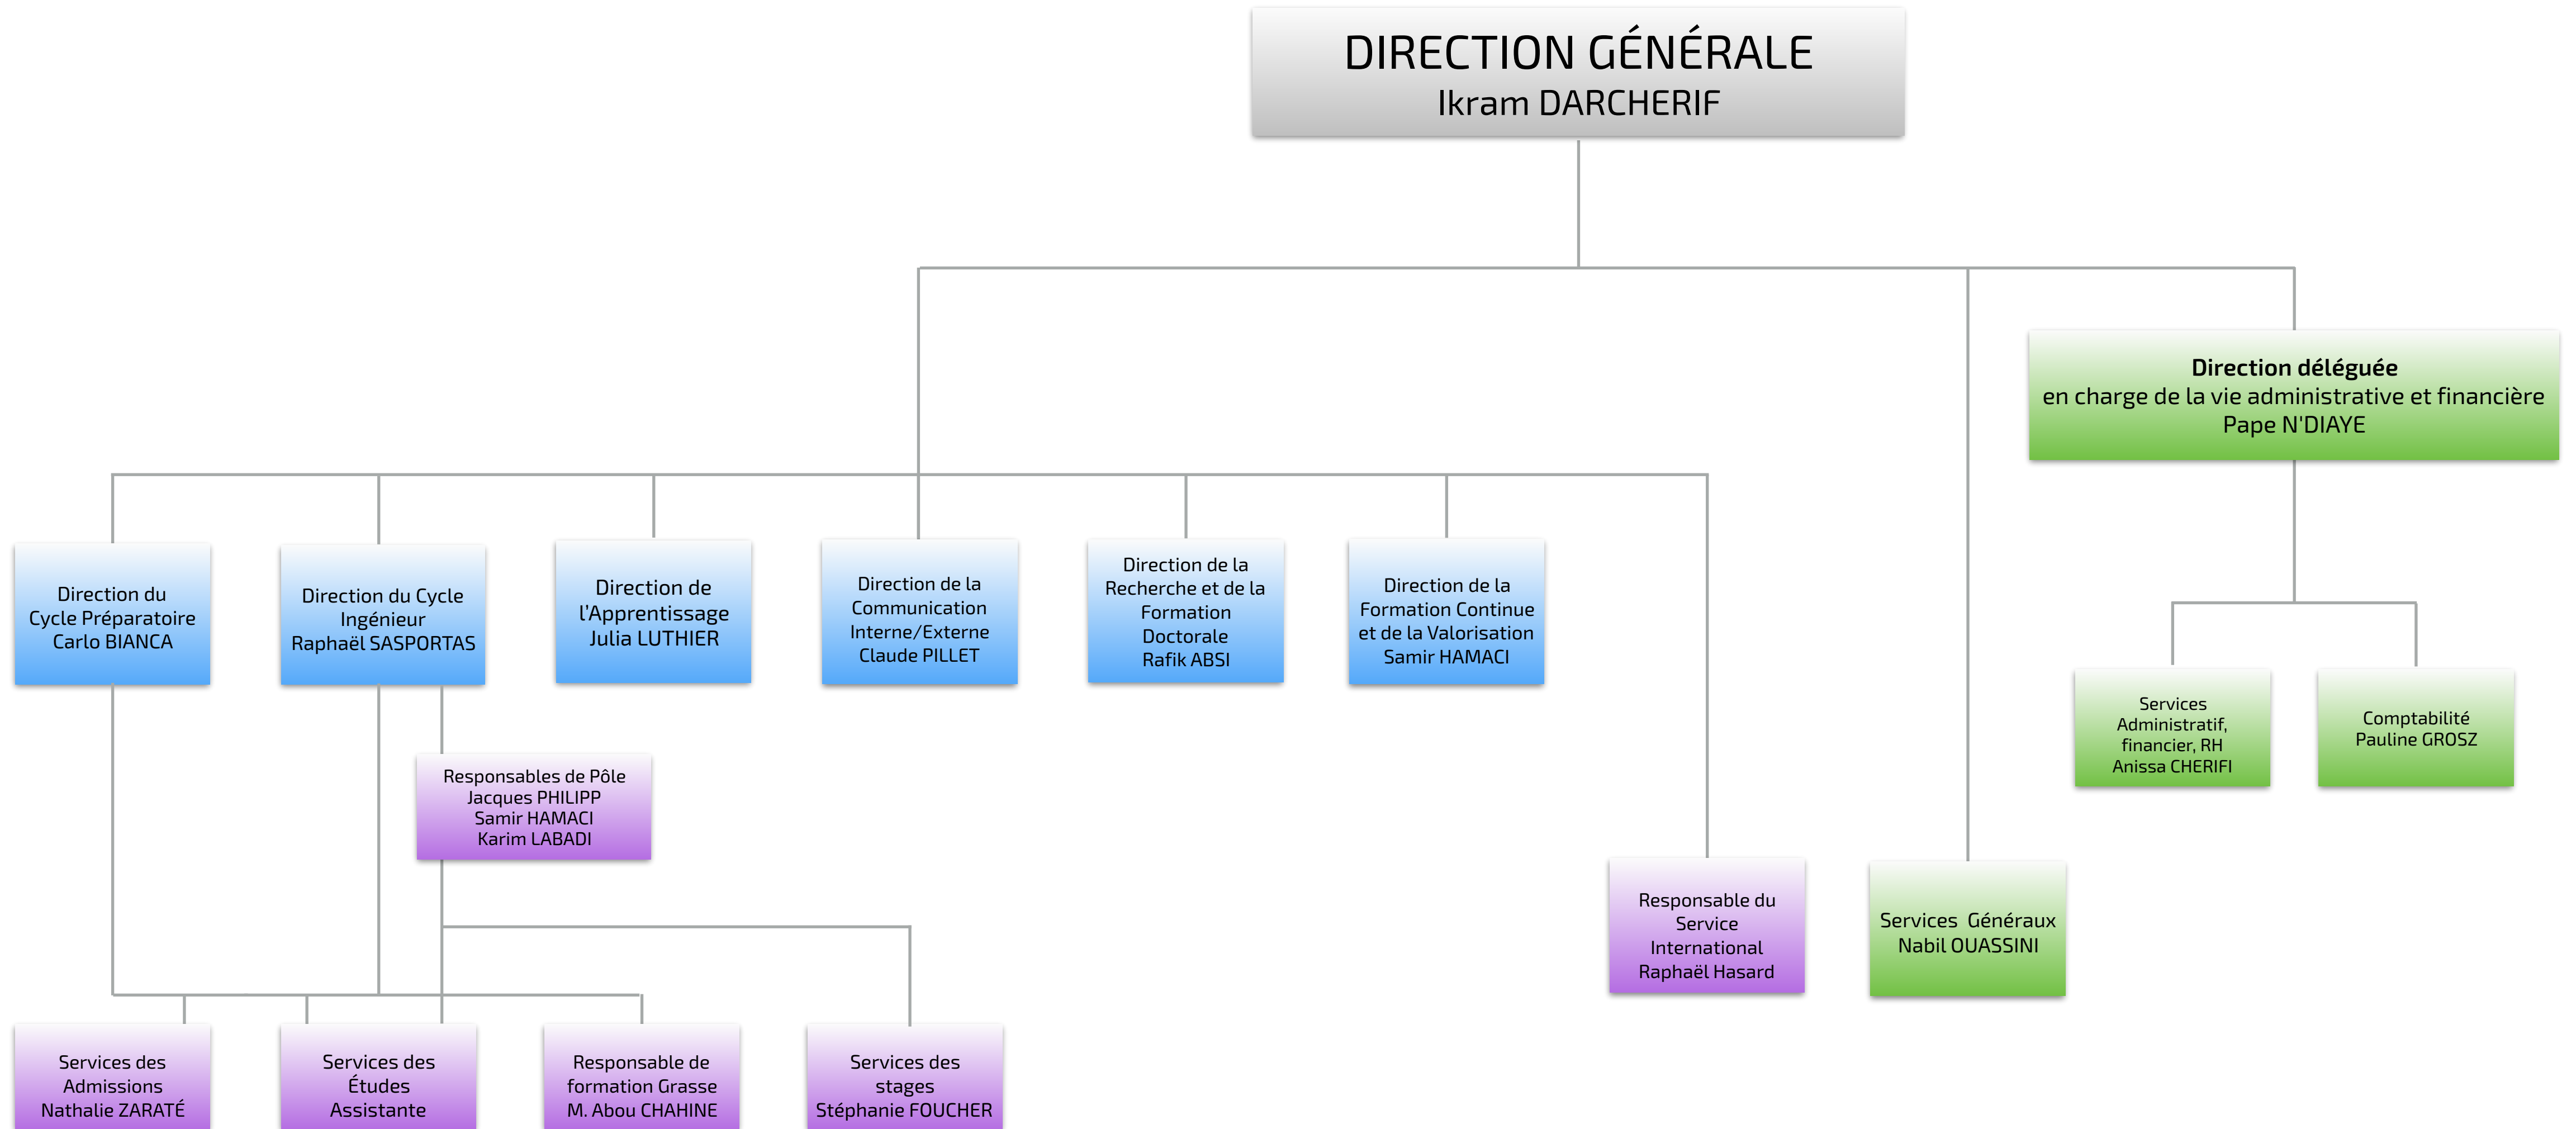 DIRECTION GÉNÉRALE
Ikram DARCHERIF
Direction déléguée
en charge de la vie administrative et financière
Pape N'DIAYE
Direction du
Cycle Préparatoire
Carlo BIANCA
Direction du Cycle
Ingénieur
Raphaël SASPORTAS
Direction de
l'Apprentissage
Julia LUTHIER
Direction de la
Communication
Interne/Externe
Claude PILLET
Direction de la
Recherche et de la
Formation
Doctorale
Rafik ABSI
Direction de la
Formation Continue
et de la Valorisation
Samir HAMACI
Services
Administratif,
financier, RH
Anissa CHERIFI
Comptabilité
Pauline GROSZ
Responsables de Pôle
Jacques PHILIPP
Samir HAMACI
Karim LABADI
Responsable du
Service
International
Raphaël Hasard
Services  Généraux
Nabil OUASSINI
Services des
Admissions
Nathalie ZARATÉ
Services des
Études
Assistante
Responsable de
formation Grasse
M. Abou CHAHINE
Services des
stages
Stéphanie FOUCHER